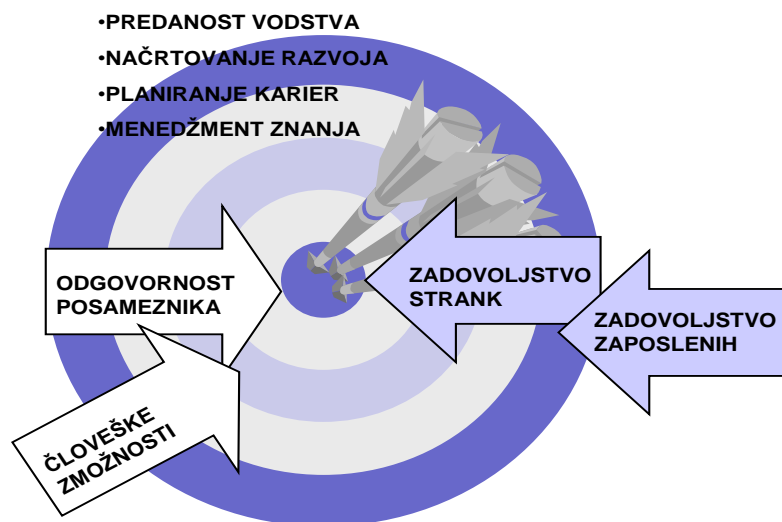 •PREDANOST VODSTVA
•NAČRTOVANJE RAZVOJA
•PLANIRANJE KARIER
•MENEDŽMENT ZNANJA
ODGOVORNOST
POSAMEZNIKA
ZADOVOLJSTVO
STRANK
ZADOVOLJSTVO
ZAPOSLENIH
ČLOVEŠKE
ZMOŽNOSTI